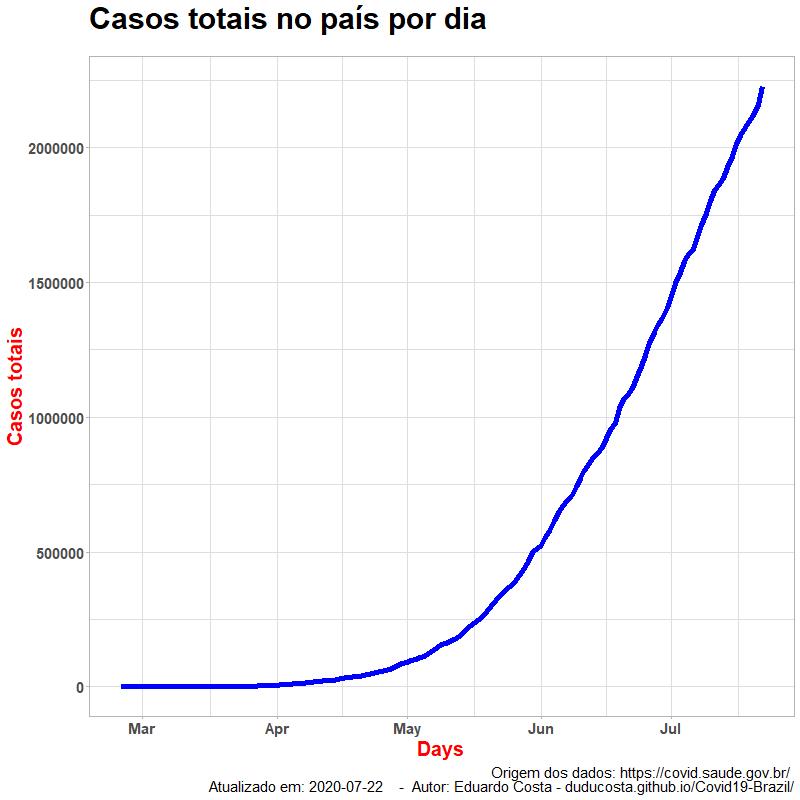 Casos totais no país por dia
Casos totais
2000000
1500000
1000000
500000
0
Mar Apr May Jun Jul
Days
Origem dos dados: https://covid.saude.gov.br/
Atualizado em: 2020-07-22 - Autor: Eduardo Costa - duducosta.github.io/Covid19-Brazil/